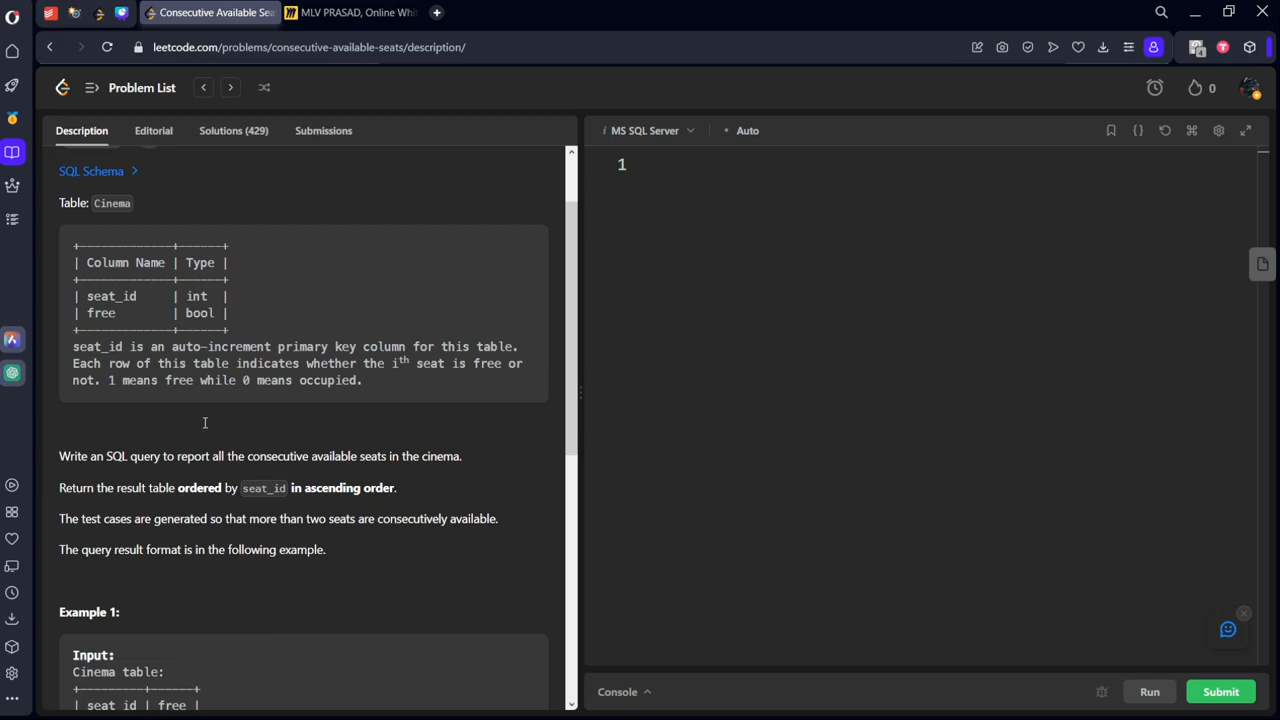 Consecutive Available Sea
MLV PRASAD, Online Whi
leetcode.com/problems/consecutive-available-seats/description/
4
Problem List
0
Description
Editorial
Solutions (429)
Submissions
MS SQL Server
Auto
SQL Schema
1
Table: Cinema
+-------------+------+
| Column Name | Type |
+-------------+------+
| seat_id     | int  |
| free        | bool |
+-------------+------+
seat_id is an auto-increment primary key column for this table.
Each row of this table indicates whether the ith seat is free or
not. 1 means free while 0 means occupied.
Write an SQL query to report all the consecutive available seats in the cinema.
Return the result table ordered by seat_id in ascending order.
The test cases are generated so that more than two seats are consecutively available.
The query result format is in the following example.
Example 1:
Input:
Cinema table:
+---------+------+
| seat_id | free |
Console
Run
Submit